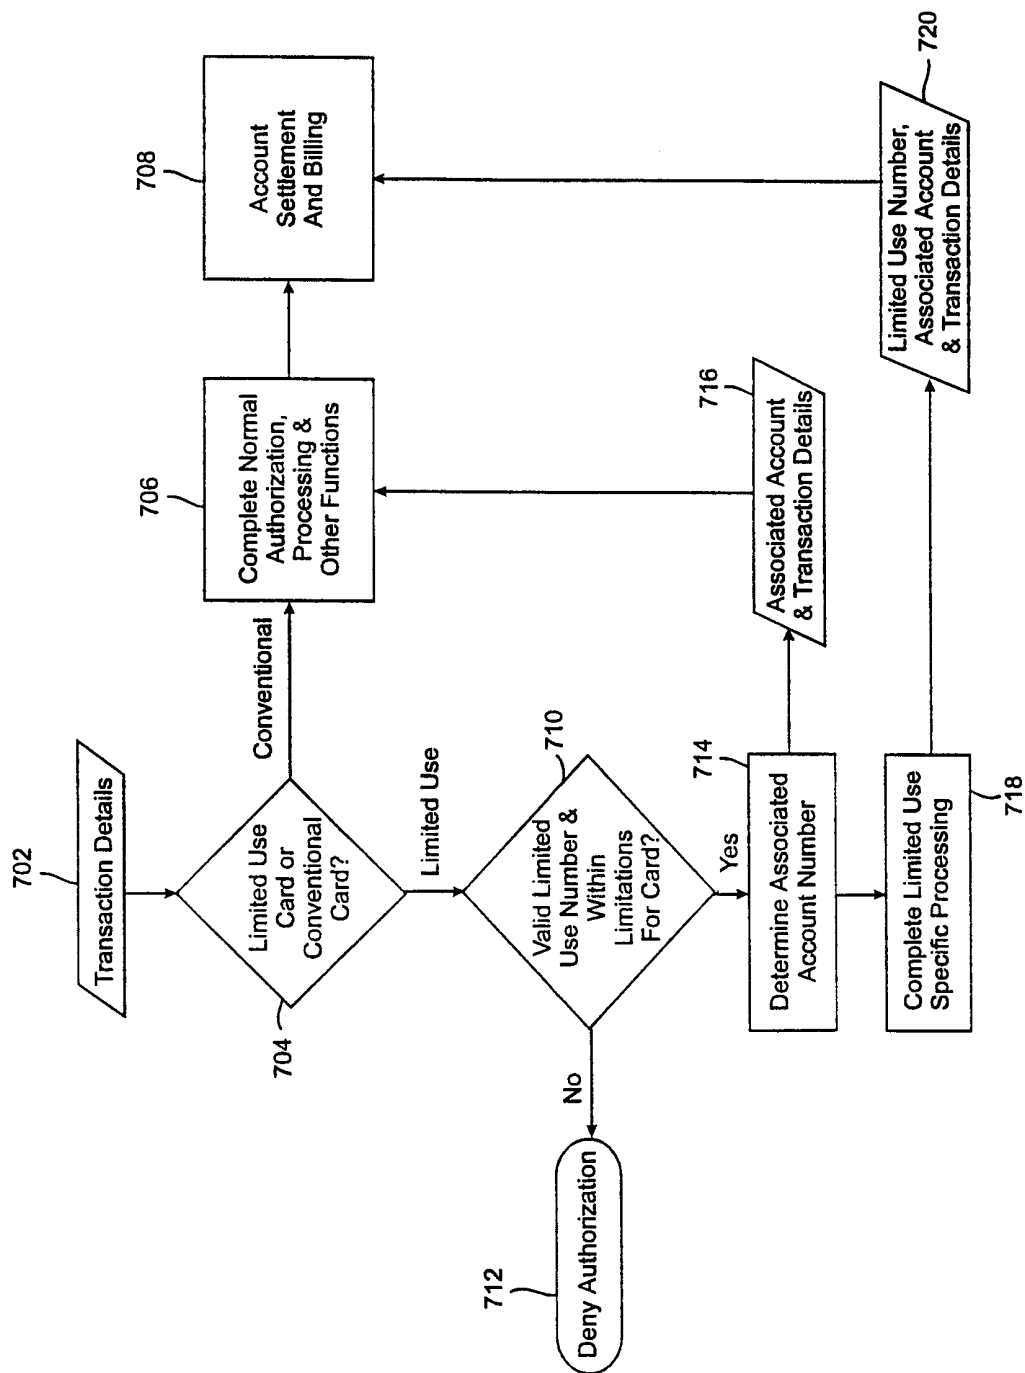 702
Transaction Details
704
Limited Use
Card or
Conventional
Card?
Conventional
706
Complete Normal
Authorization,
Processing &
Other Functions
708
Account
Settlement
And Billing
Limited Use
710
Valid Limited
Use Number &
Within
Limitations
For Card?
No
712
Deny Authorization
Yes
714
Determine Associated
Account Number
716
Associated Account
& Transaction Details
Complete Limited Use
Specific Processing
718
720
Limited Use Number,
Associated Account
& Transaction Details